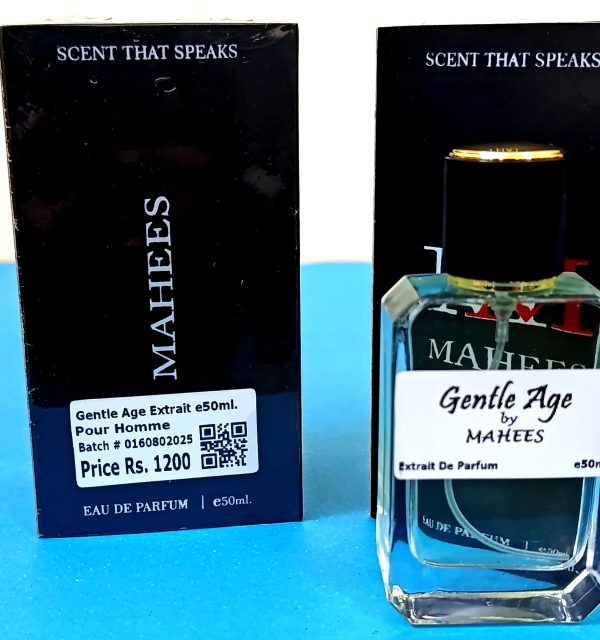 SCENT THAT SPEAKS
MAHEES
Gentle Age Extrait e50ml.
Pour Homme
Batch # 0160802025
Price Rs. 1200
EAU DE PARFUM | e50ml.
SCENT THAT SPEAKS
M
MAHEES
Gentle Age
by
MAHEES
Extrait De Parfum e50m
EAU DE PARFUM | e50ml.